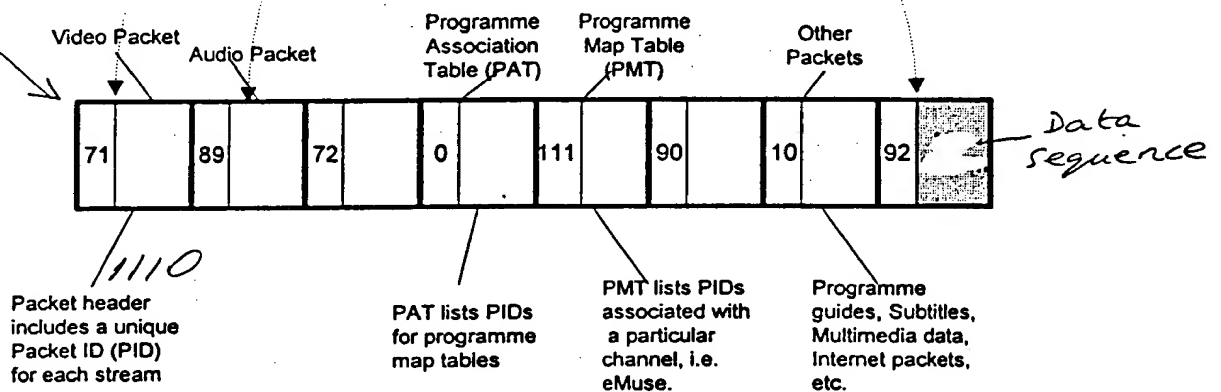 Video Packet
Audio Packet
Programme
Association
Table (PAT)
Programme
Map Table
(PMT)
Other
Packets
71 89 72 0 111 90 10 92
Data
sequence
1110
Packet header
includes a unique
Packet ID (PID)
for each stream
PAT lists PIDs
for programme
map tables
PMT lists PIDs
associated with
a particular
channel, i.e.
eMuse.
Programme
guides, Subtitles,
Multimedia data,
Internet packets,
etc.